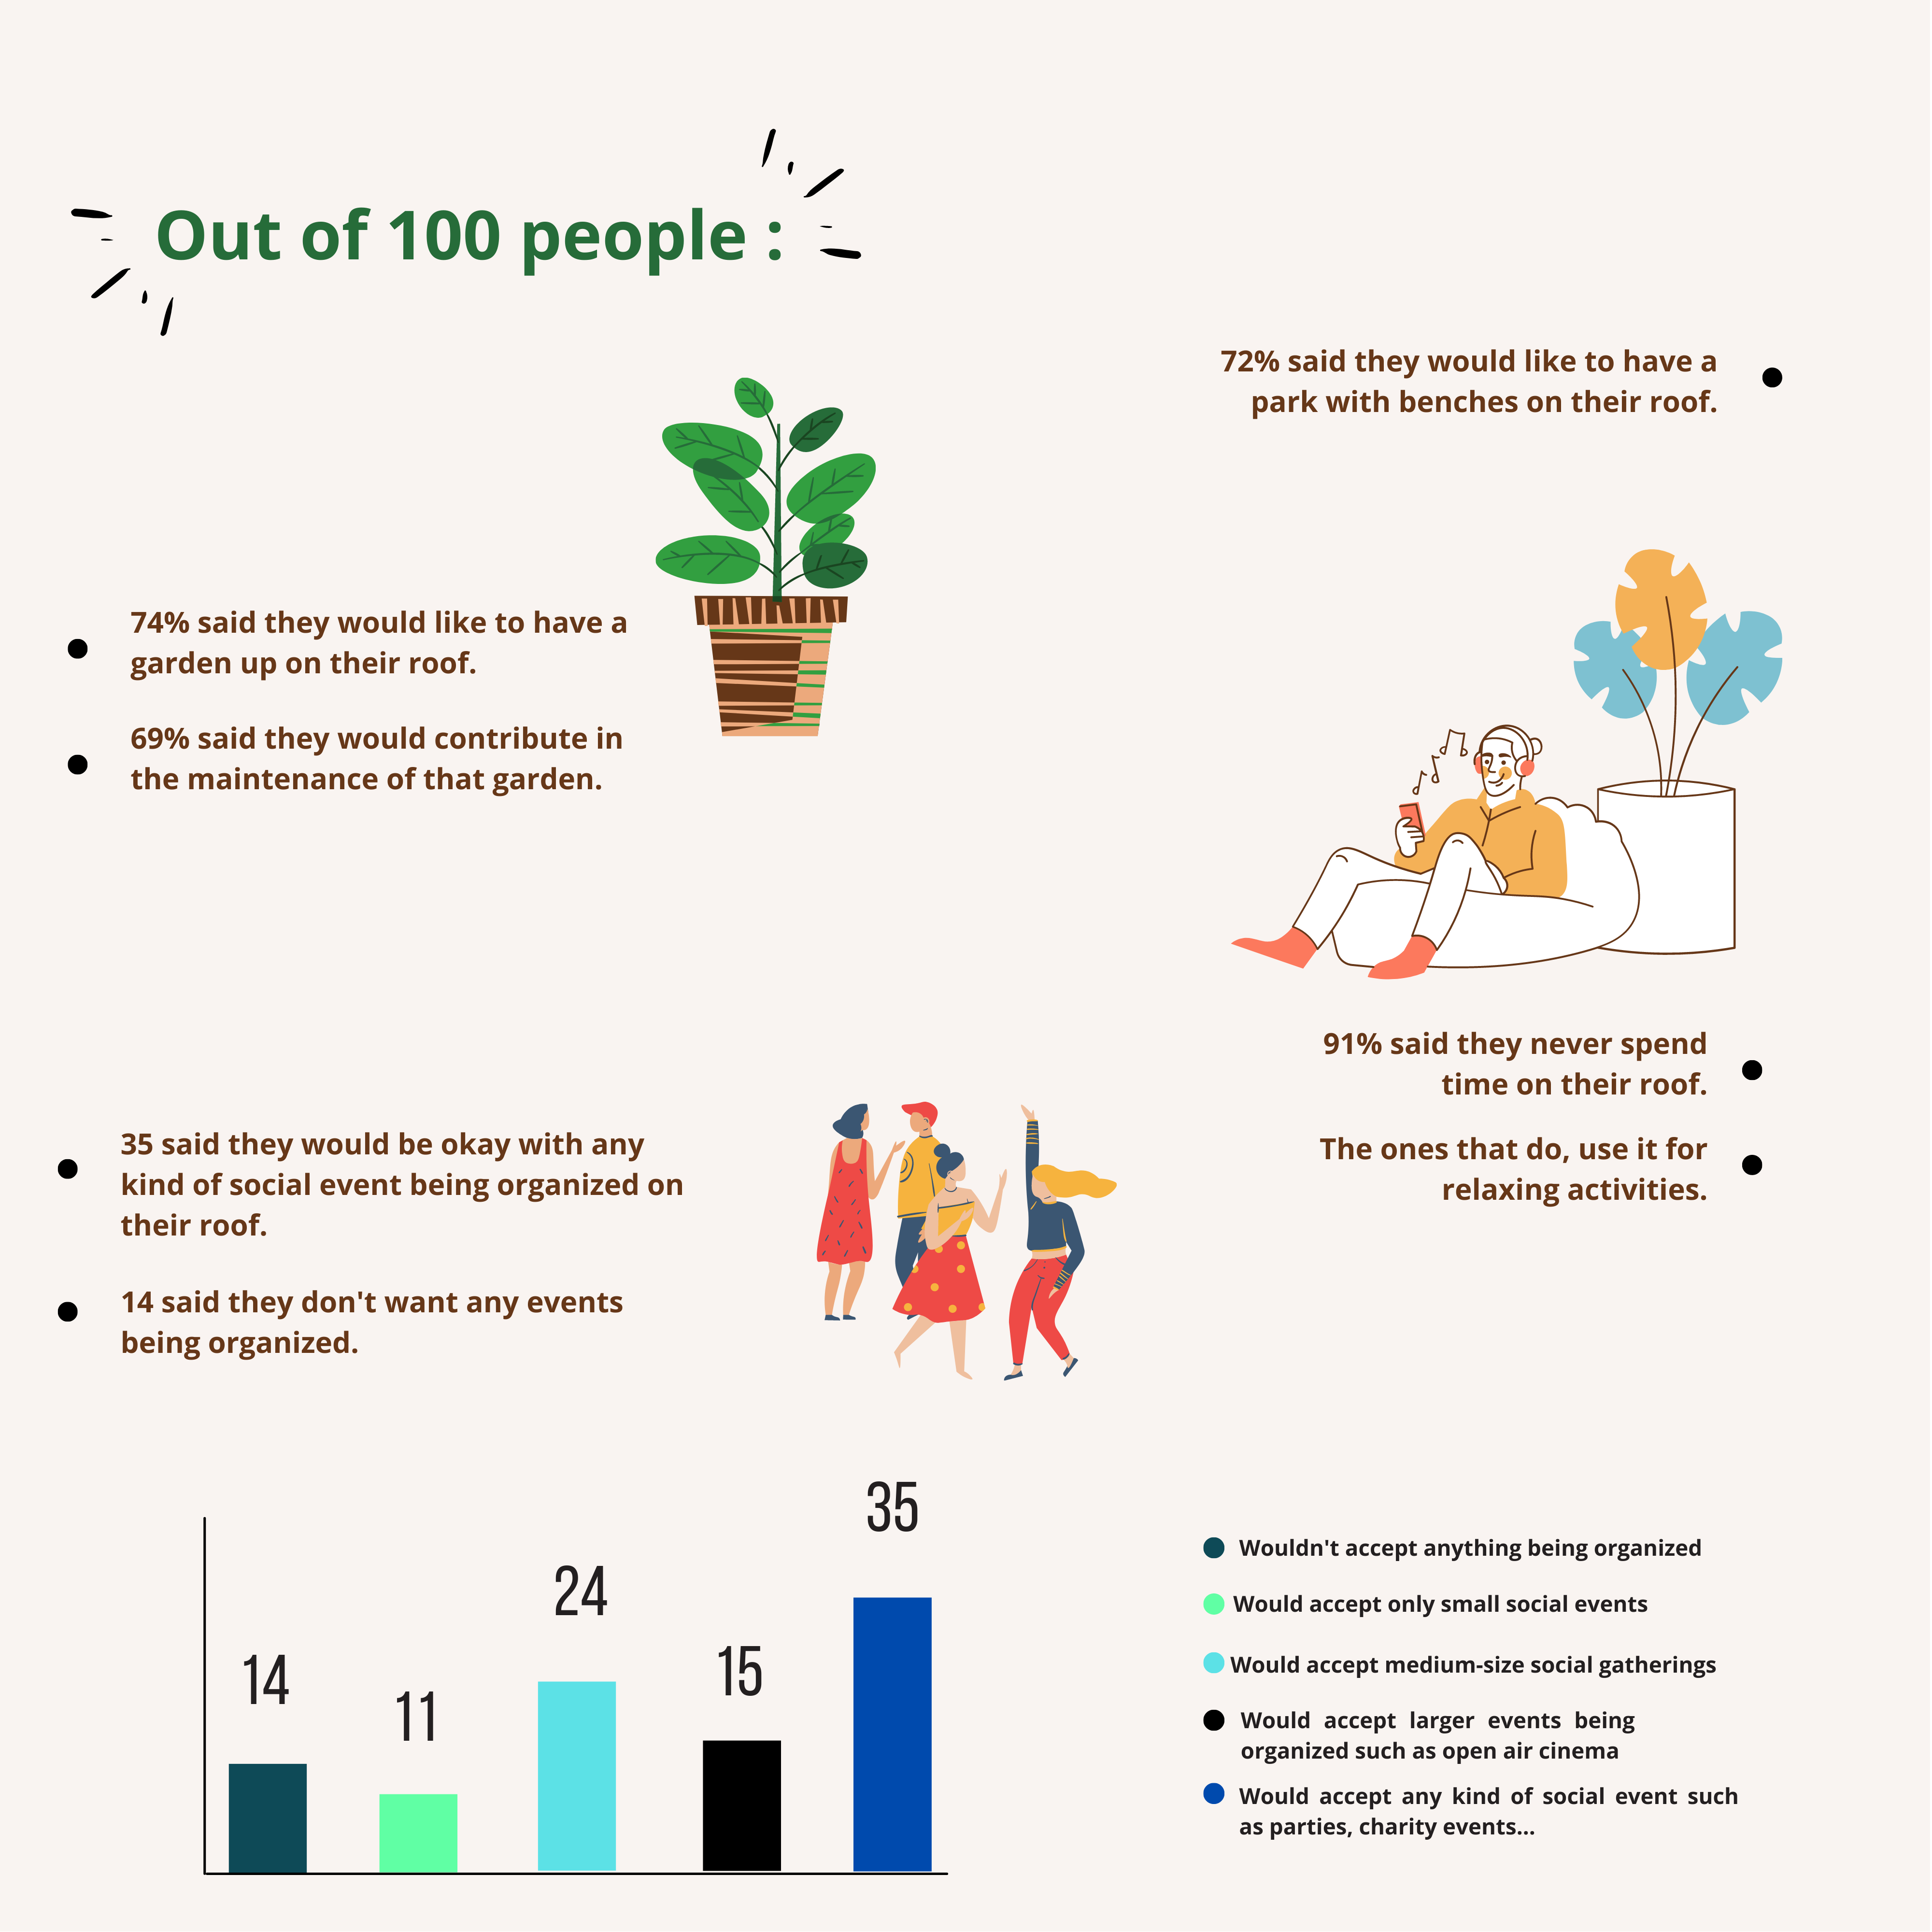 Out of 100 people :
72% said they would like to have a
park with benches on their roof.
74% said they would like to have a
garden up on their roof.
69% said they would contribute in
the maintenance of that garden.
91% said they never spend
time on their roof.
The ones that do, use it for
relaxing activities.
35 said they would be okay with any
kind of social event being organized on
their roof.
14 said they don't want any events
being organized.
14
11
24
15
35
Wouldn't accept anything being organized
Would accept only small social events
Would accept medium-size social gatherings
Would accept larger events being
organized such as open air cinema
Would accept any kind of social event such
as parties, charity events...